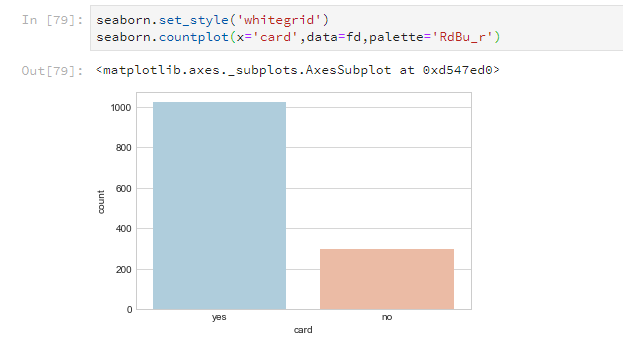 In [79]: seaborn.set_style('whitegrid')
seaborn.countplot(x='card',data=fd,palette='RdBu_r')
Out[79]: <matplotlib.axes._subplots.AxesSubplot at 0xd547ed0>
1000
800
600
400
200
0
count
yes no
card